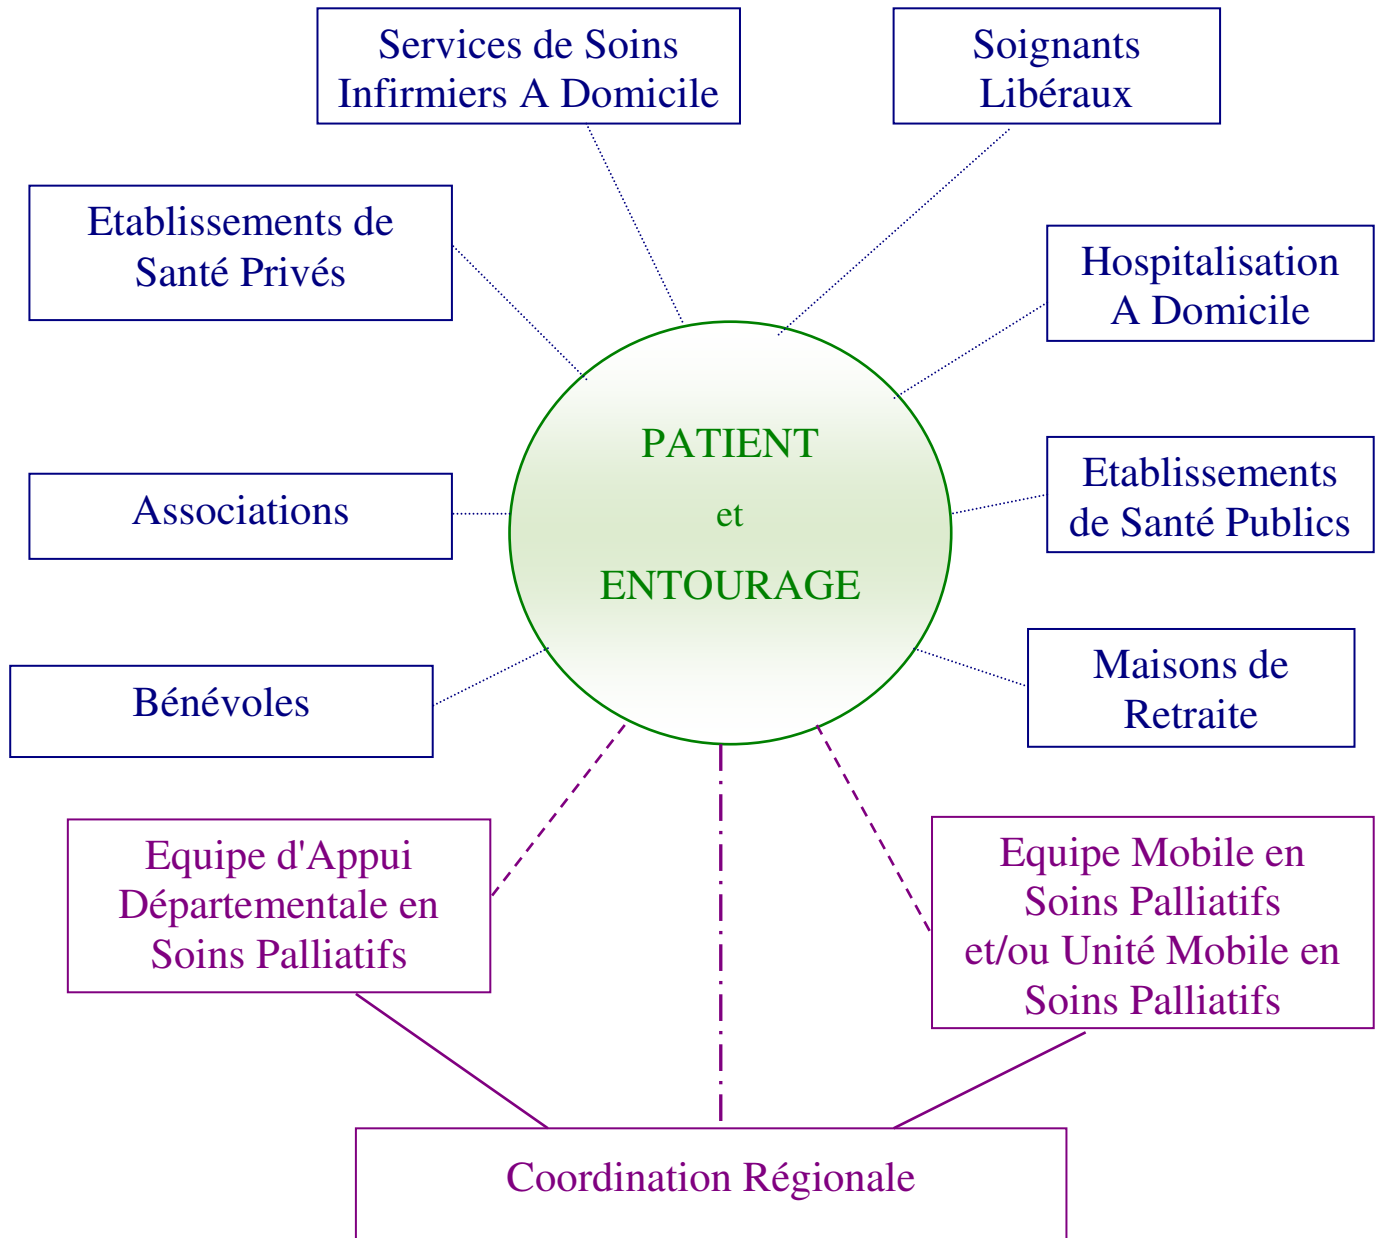 Services de Soins
Infirmiers A Domicile
Soignants
Libéraux
Etablissements de
Santé Privés
Hospitalisation
A Domicile
PATIENT
et
ENTOURAGE
Associations
Etablissements
de Santé Publics
Bénévoles
Maisons de
Retraite
Equipe d'Appui
Départementale en
Soins Palliatifs
Equipe Mobile en
Soins Palliatifs
et/ou Unité Mobile en
Soins Palliatifs
Coordination Régionale